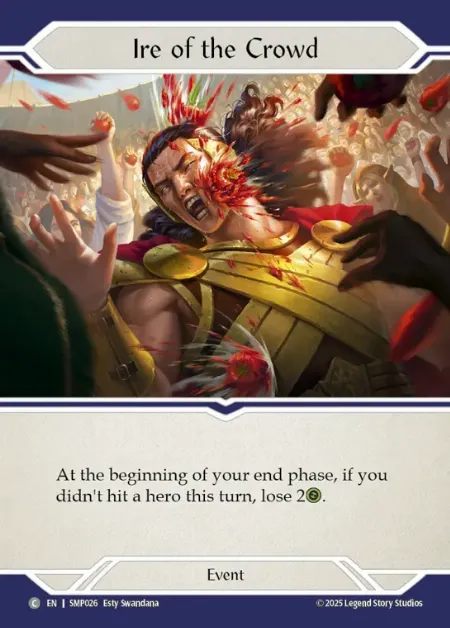 Ire of the Crowd
At the beginning of your end phase, if you
didn't hit a hero this turn, lose 2.
Event
C EN | SMP026 Esty Swandana © 2025 Legend Story Studios